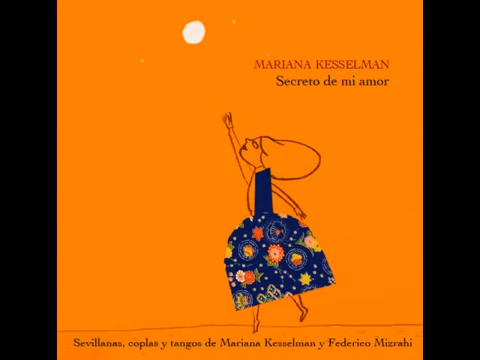 MARIANA KESSELMAN
Secreto de mi amor
Sevillanas, coplas y tangos de Mariana Kesselman y Federico Mizrahi